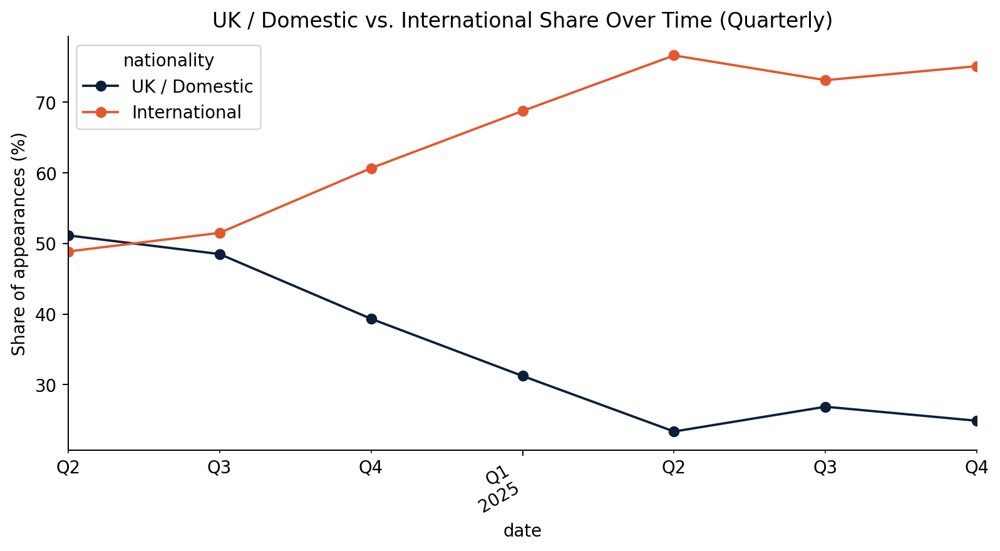 UK / Domestic vs. International Share Over Time (Quarterly)
nationality
UK / Domestic
International
Share of appearances (%)
70
60
50
40
30
Q2
Q3
Q4
Q1
2025
Q2
Q3
Q4
date